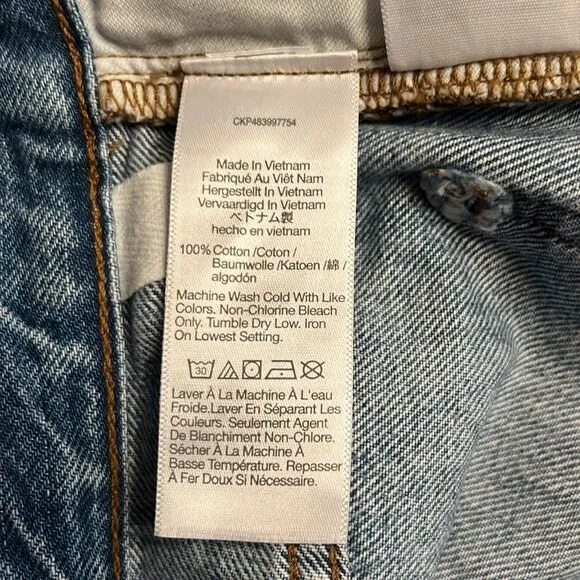 CKP483997754
Made In Vietnam
Fabriqué Au Viêt Nam
Hergestellt In Vietnam
Vervaardigd In Vietnam
ベトナム製
hecho en vietnam
100% Cotton /Coton /
Baumwolle /Katoen /綿 /
algodón
Machine Wash Cold With Like
Colors. Non-Chlorine Bleach
Only. Tumble Dry Low. Iron
On Lowest Setting.
30
Laver À La Machine À L'eau
Froide.Laver En Séparant Les
Couleurs. Seulement Agent
De Blanchiment Non-Chlore.
Sécher À La Machine À
Basse Température. Repasser
À Fer Doux Si Nécessaire.